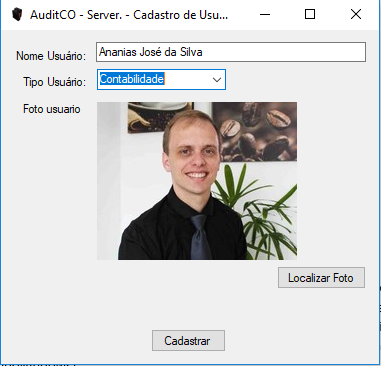 AuditCO - Server. - Cadastro de Usu...
Nome Usuário: Ananias José da Silva
Tipo Usuário: Contabilidade
Foto usuario
Localizar Foto
Cadastrar